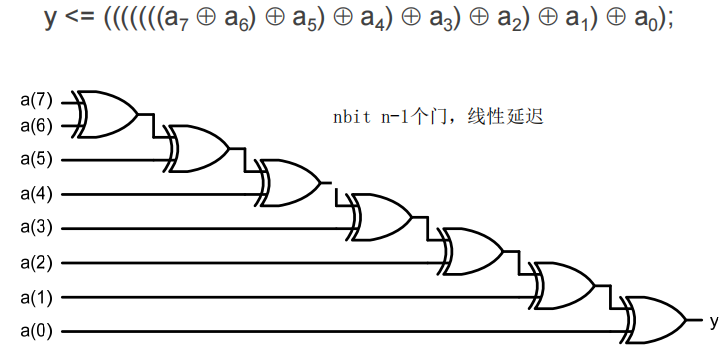 y <= (((((((a₇ ⊕ a₆) ⊕ a₅) ⊕ a₄) ⊕ a₃) ⊕ a₂) ⊕ a₁) ⊕ a₀);
a(7)
nbit n-1个门，线性延迟
a(6)
a(5)
a(4)
a(3)
a(2)
a(1)
a(0)
y